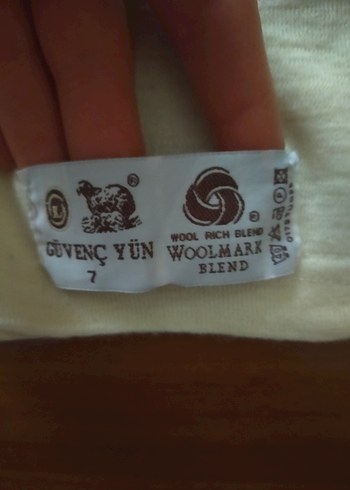 GÜVENÇ YÜN
7
WOOL RICH BLEND
WOOLMARK
BLEND